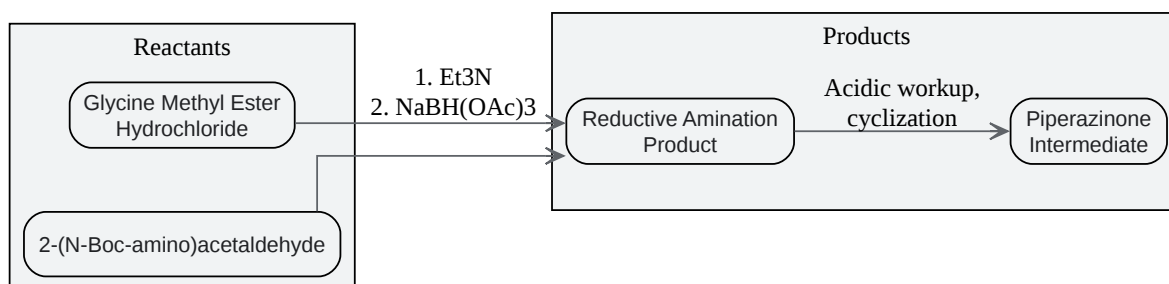 Reactants
Glycine Methyl Ester
Hydrochloride
2-(N-Boc-amino)acetaldehyde
1. Et3N
2. NaBH(OAc)3
Products
Reductive Amination
Product
Acidic workup,
cyclization
Piperazinone
Intermediate